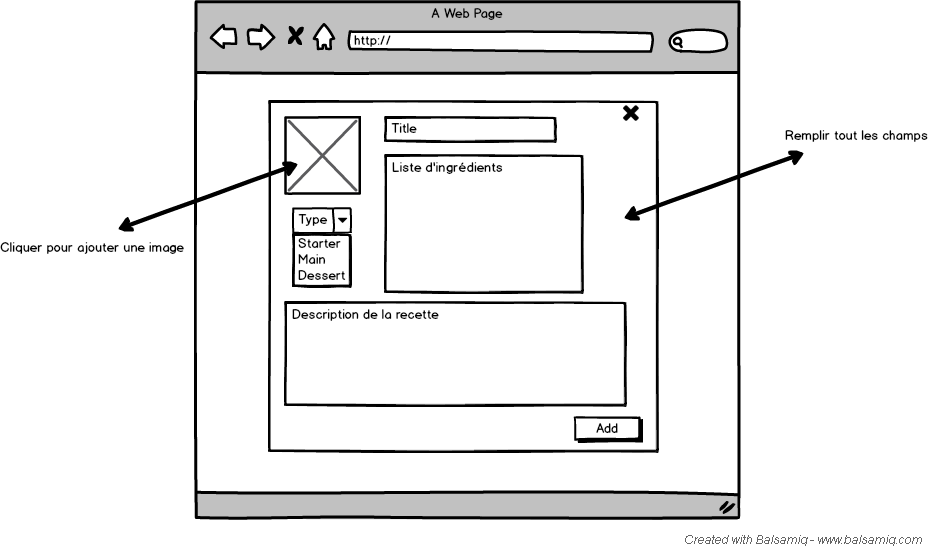 A Web Page
http://
Title
Remplir tout les champs
Liste d'ingrédients
Type
Cliquer pour ajouter une image
Starter
Main
Dessert
Description de la recette
Add
Created with Balsamiq - www.balsamiq.com